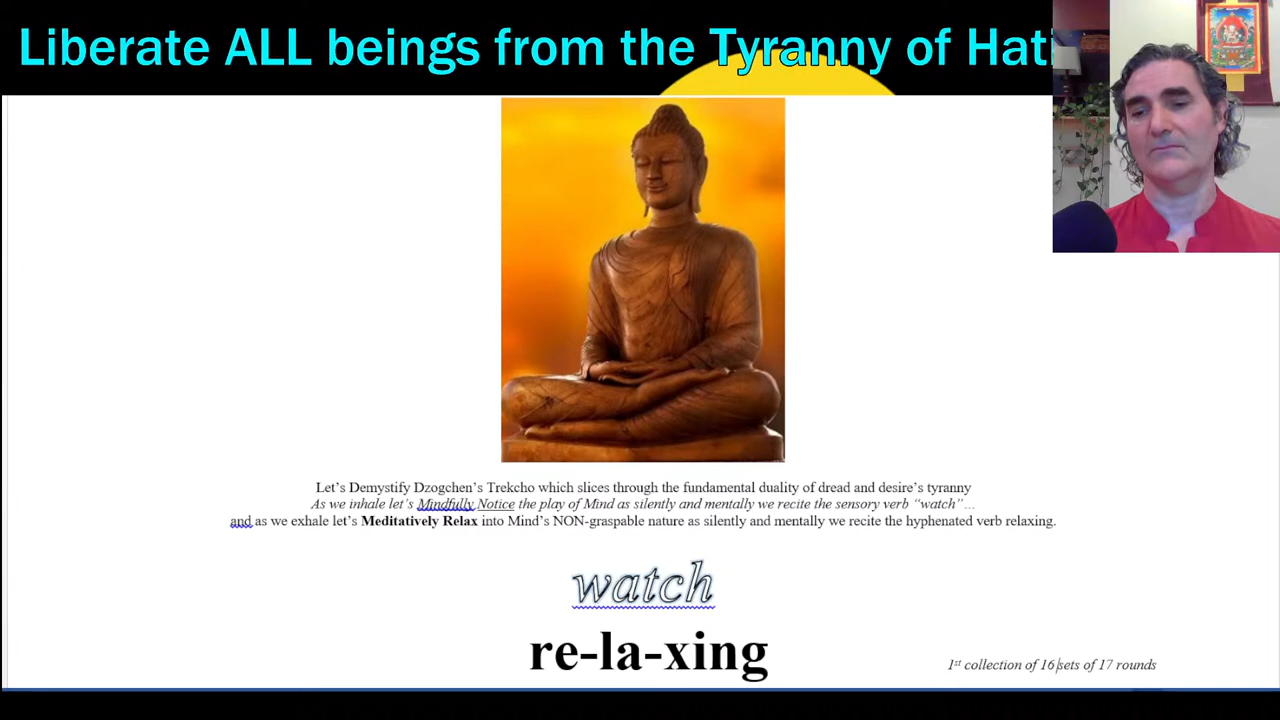 Liberate ALL beings from the Tyranny of
Let's Demystify Dzogchen's Trekcho which slices through the fundamental duality of dread and desire's tyranny
As we inhale let's Mindfully Notice the play of Mind as silently and mentally we recite the sensory verb "watch"...
and as we exhale let's Meditatively Relax into Mind's NON-graspable nature as silently and mentally we recite the hyphenated verb relaxing.
watch
re-la-xing
1st collection of 16 sets of 17 rounds